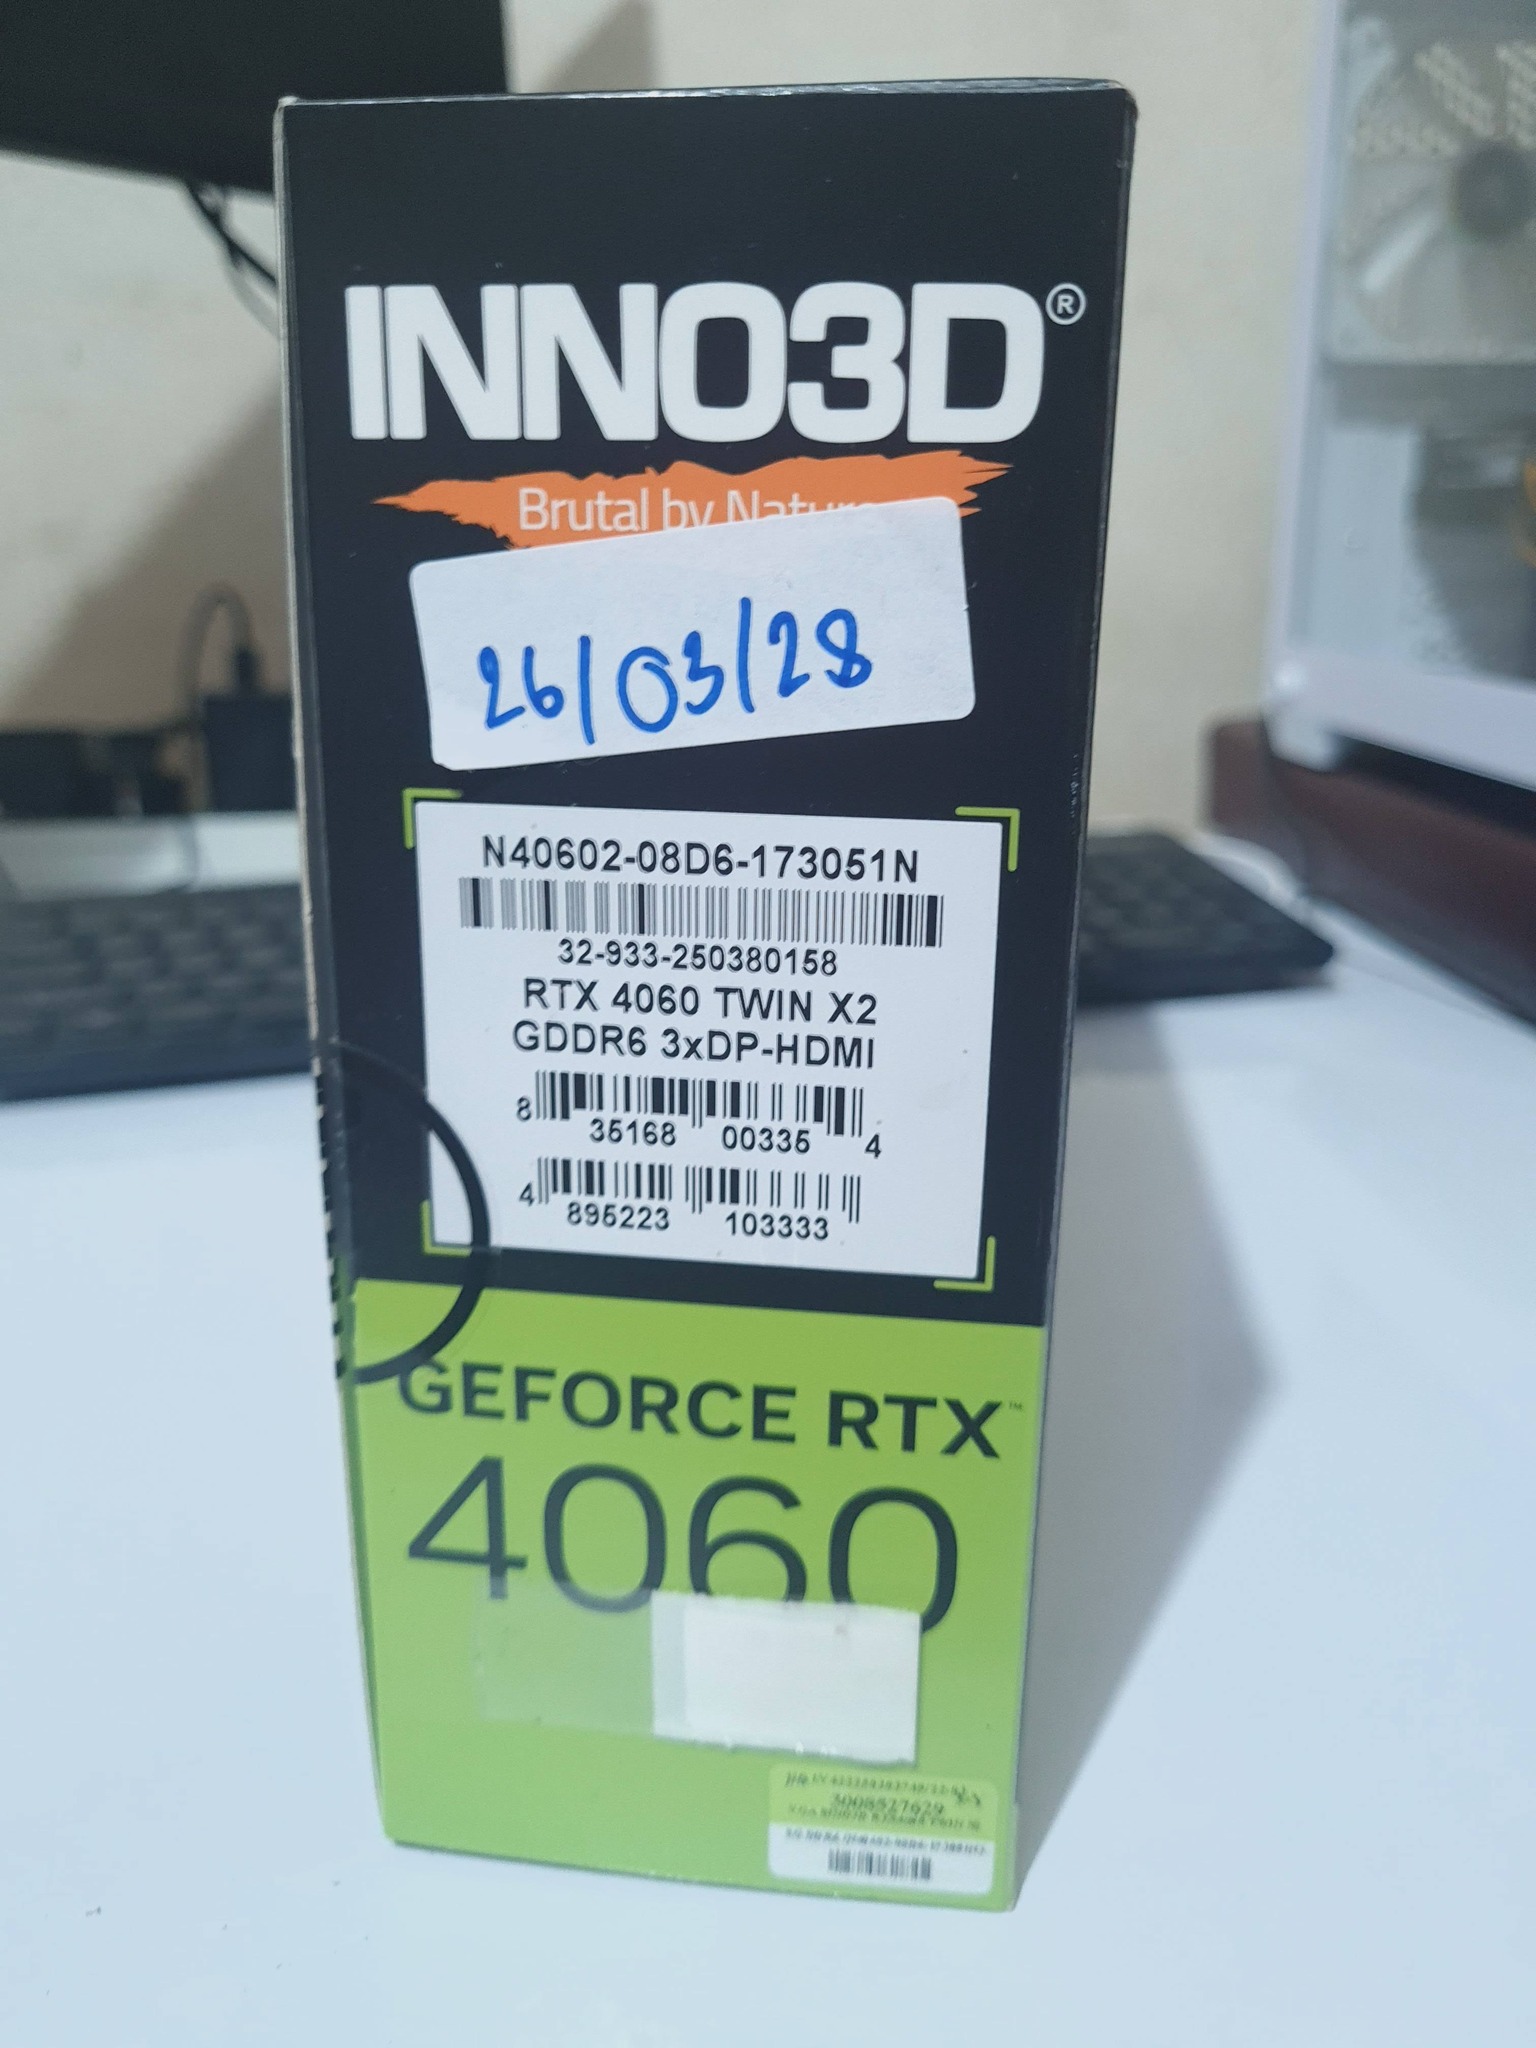 INNO3D®
Brutal by Nature
26/03/28
N40602-08D6-173051N
32-933-250380158
RTX 4060 TWIN X2
GDDR6 3xDP-HDMI
8 35168 00335 4
4 895223 103333
GEFORCE RTX™
4060
3008527629